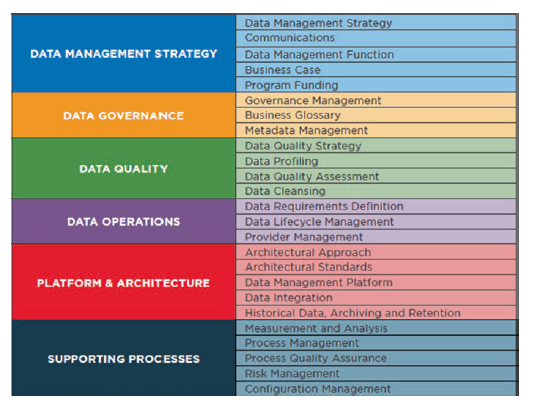 DATA MANAGEMENT STRATEGY
Data Management Strategy
Communications
Data Management Function
Business Case
Program Funding
DATA GOVERNANCE
Governance Management
Business Glossary
Metadata Management
DATA QUALITY
Data Quality Strategy
Data Profiling
Data Quality Assessment
Data Cleansing
DATA OPERATIONS
Data Requirements Definition
Data Lifecycle Management
Provider Management
PLATFORM & ARCHITECTURE
Architectural Approach
Architectural Standards
Data Management Platform
Data Integration
Historical Data, Archiving and Retention
SUPPORTING PROCESSES
Measurement and Analysis
Process Management
Process Quality Assurance
Risk Management
Configuration Management